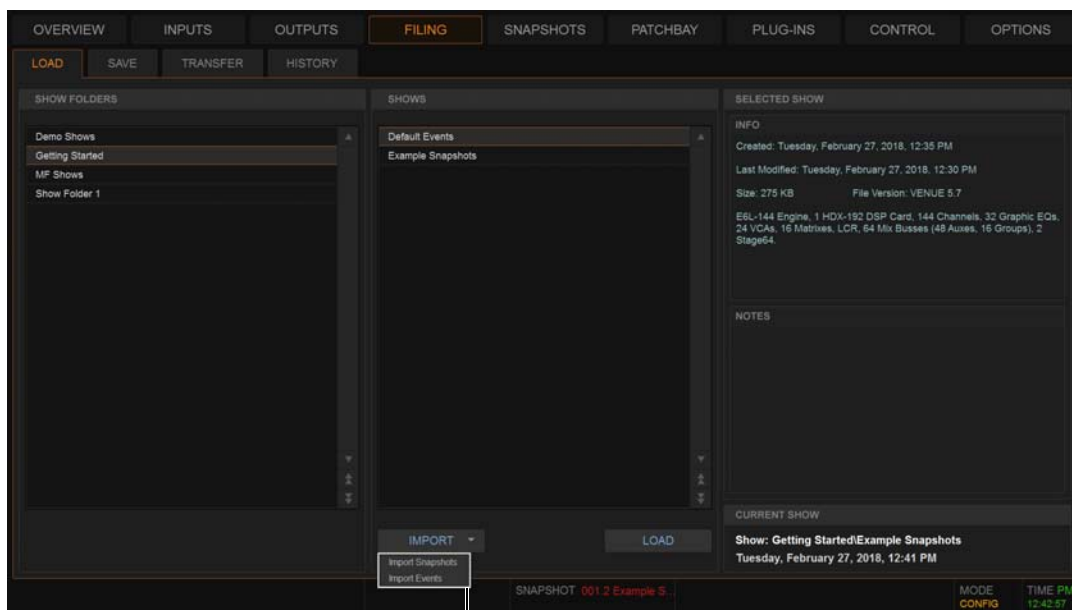 OVERVIEW INPUTS OUTPUTS FILING SNAPSHOTS PATCHBAY PLUG-INS CONTROL OPTIONS
LOAD SAVE TRANSFER HISTORY
SHOW FOLDERS
Demo Shows
Getting Started
MF Shows
Show Folder 1
SHOWS
Default Events
Example Snapshots
IMPORT
Import Snapshots
Import Events
LOAD
SELECTED SHOW
INFO
Created: Tuesday, February 27, 2018, 12:35 PM
Last Modified: Tuesday, February 27, 2018, 12:30 PM
Size: 275 KB File Version: VENUE 5.7
E6L-144 Engine, 1 HDX-192 DSP Card, 144 Channels, 32 Graphic EQs,
24 VCAs, 16 Matrixes, LCR, 64 Mix Busses (48 Auxes, 16 Groups), 2
Stage64.
NOTES
CURRENT SHOW
Show: Getting Started\Example Snapshots
Tuesday, February 27, 2018, 12:41 PM
SNAPSHOT 001.2 Example S...
MODE TIME PM
CONFIG 12:42:57